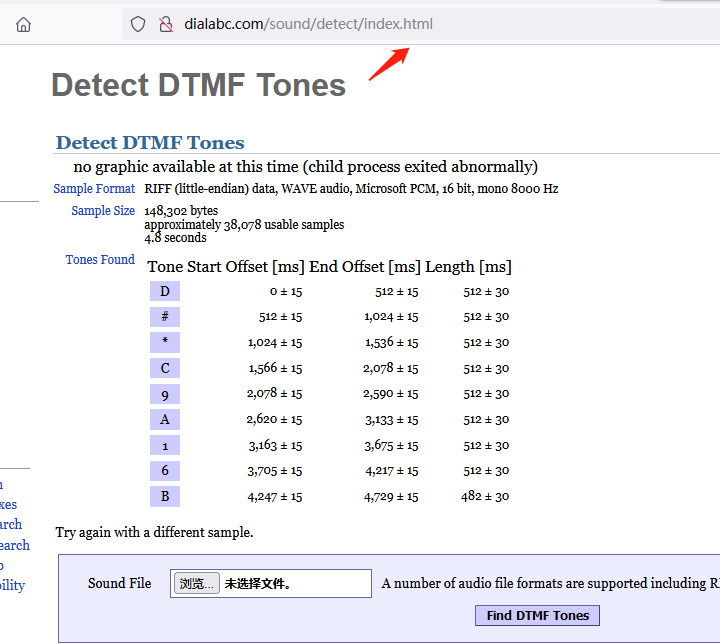 dialabc.com/sound/detect/index.html
Detect DTMF Tones
Detect DTMF Tones
no graphic available at this time (child process exited abnormally)
Sample Format RIFF (little-endian) data, WAVE audio, Microsoft PCM, 16 bit, mono 8000 Hz
Sample Size 148,302 bytes
approximately 38,078 usable samples
4.8 seconds
Tones Found
Tone Start Offset [ms] End Offset [ms] Length [ms]
D 0 ± 15 512 ± 15 512 ± 30
# 512 ± 15 1,024 ± 15 512 ± 30
* 1,024 ± 15 1,536 ± 15 512 ± 30
C 1,566 ± 15 2,078 ± 15 512 ± 30
9 2,078 ± 15 2,590 ± 15 512 ± 30
A 2,620 ± 15 3,133 ± 15 512 ± 30
1 3,163 ± 15 3,675 ± 15 512 ± 30
6 3,705 ± 15 4,217 ± 15 512 ± 30
B 4,247 ± 15 4,729 ± 15 482 ± 30
Try again with a different sample.
Sound File 浏览... 未选择文件。 A number of audio file formats are supported including
Find DTMF Tones